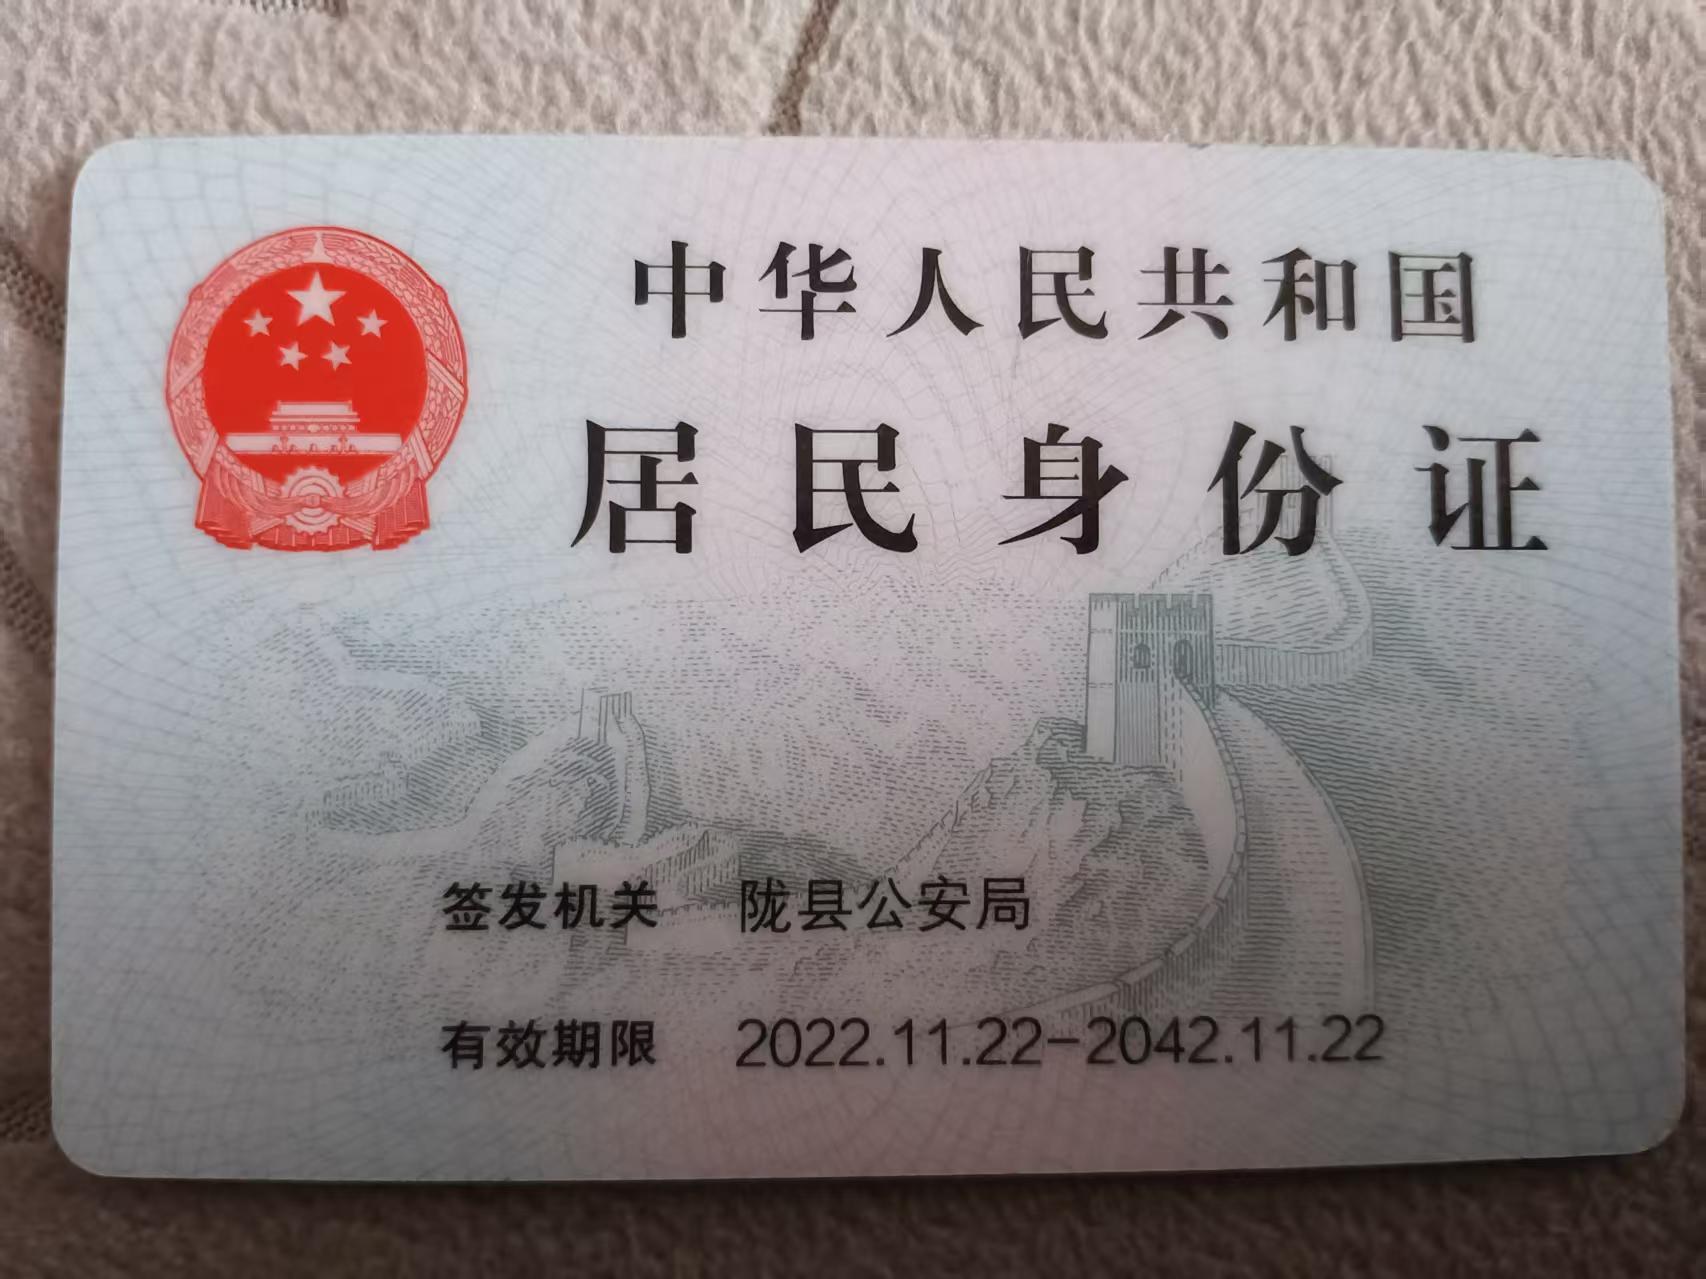 中华人民共和国
居民身份证
签发机关 陇县公安局
有效期限 2022.11.22-2042.11.22